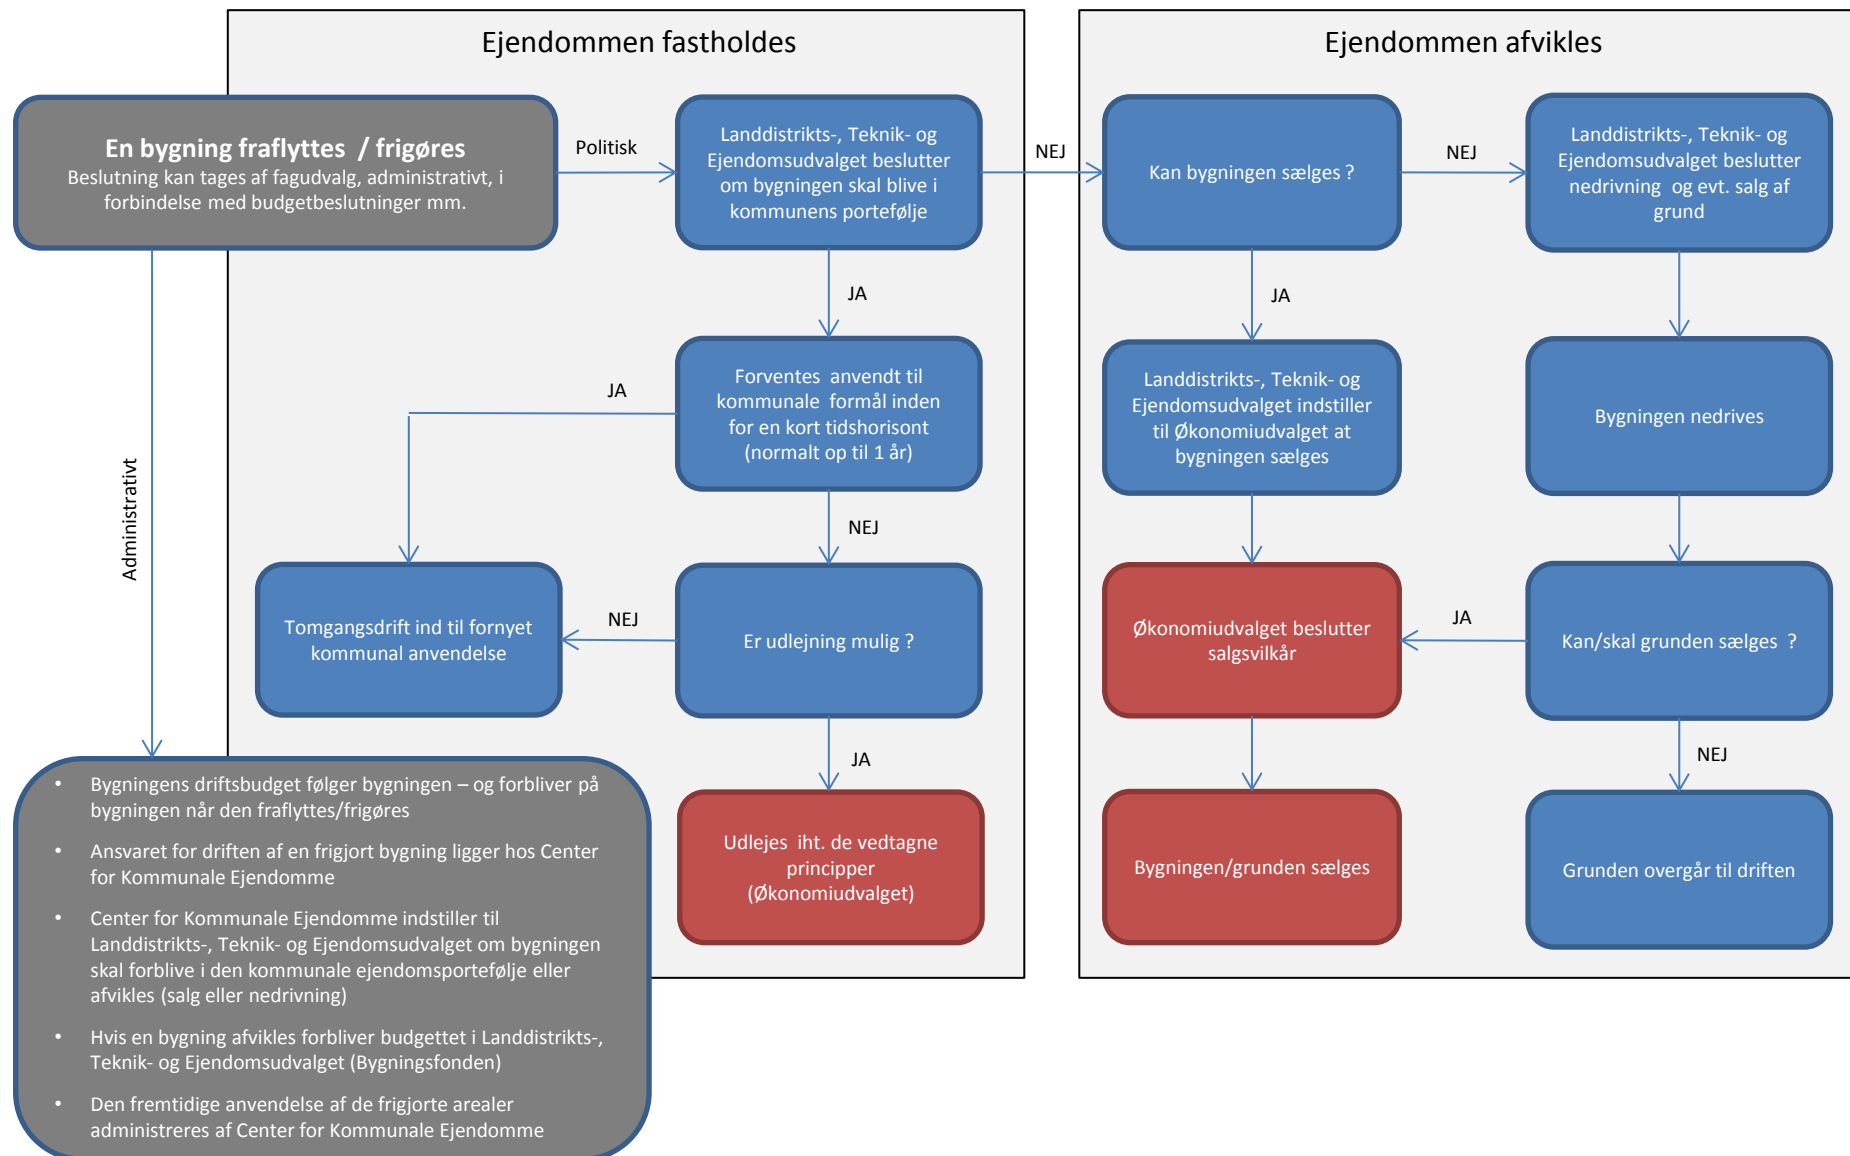 Ejendommen fastholdes
Ejendommen afvikles
En bygning fraflyttes / frigøres
Beslutning kan tages af fagudvalg, administrativt, i
forbindelse med budgetbeslutninger mm.
Politisk
Landdistrikts-, Teknik- og
Ejendomsudvalget beslutter
om bygningen skal blive i
kommunens portefølje
NEJ
Kan bygningen sælges ?
NEJ
Landdistrikts-, Teknik- og
Ejendomsudvalget beslutter
nedrivning og evt. salg af
grund
JA
JA
Forventes anvendt til
kommunale formål inden
for en kort tidshorisont
(normalt op til 1 år)
JA
Landdistrikts-, Teknik- og
Ejendomsudvalget indstiller
til Økonomiudvalget at
bygningen sælges
Bygningen nedrives
Administrativt
NEJ
Tomgangsdrift ind til fornyet
kommunal anvendelse
NEJ
Er udlejning mulig ?
Økonomiudvalget beslutter
salgsvilkår
JA
Kan/skal grunden sælges ?
JA
NEJ
Udlejes iht. de vedtagne
principper
(Økonomiudvalget)
Bygningen/grunden sælges
Grunden overgår til driften
• Bygningens driftsbudget følger bygningen – og forbliver på
bygningen når den fraflyttes/frigøres
• Ansvaret for driften af en frigjort bygning ligger hos Center
for Kommunale Ejendomme
• Center for Kommunale Ejendomme indstiller til
Landdistrikts-, Teknik- og Ejendomsudvalget om bygningen
skal forblive i den kommunale ejendomsportefølje eller
afvikles (salg eller nedrivning)
• Hvis en bygning afvikles forbliver budgettet i Landdistrikts-,
Teknik- og Ejendomsudvalget (Bygningsfonden)
• Den fremtidige anvendelse af de frigjorte arealer
administreres af Center for Kommunale Ejendomme